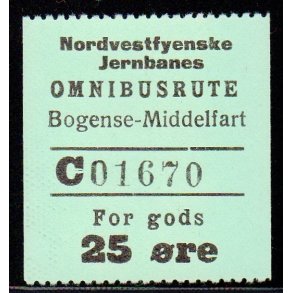 Nordvestfyenske
Jernbanes
OMNIBUSRUTE
Bogense-Middelfart
C01670
For gods
25 øre